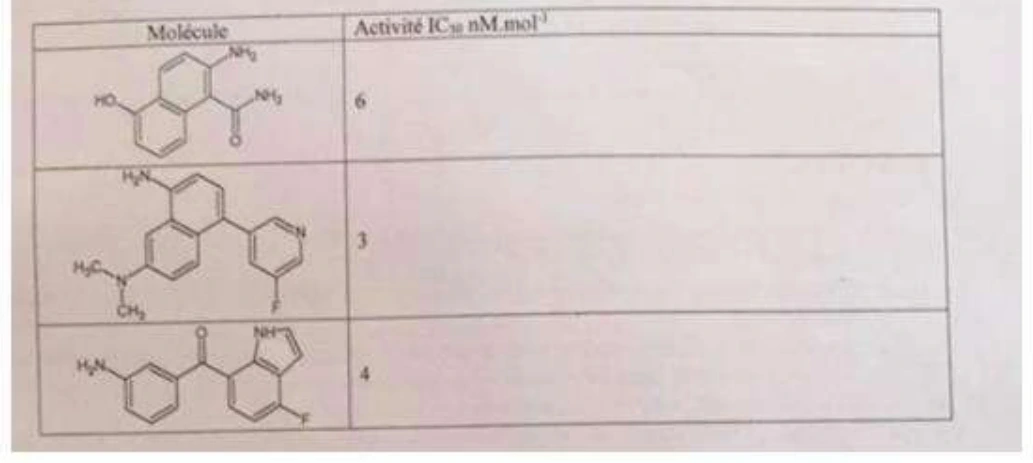 Molécule Activité IC₅₀ nM.mol⁻¹
NH₂
HO
NH₂
O
6
H₂N
N
3
H₃C
N
CH₃
F
O
NH
H₂N
4
F